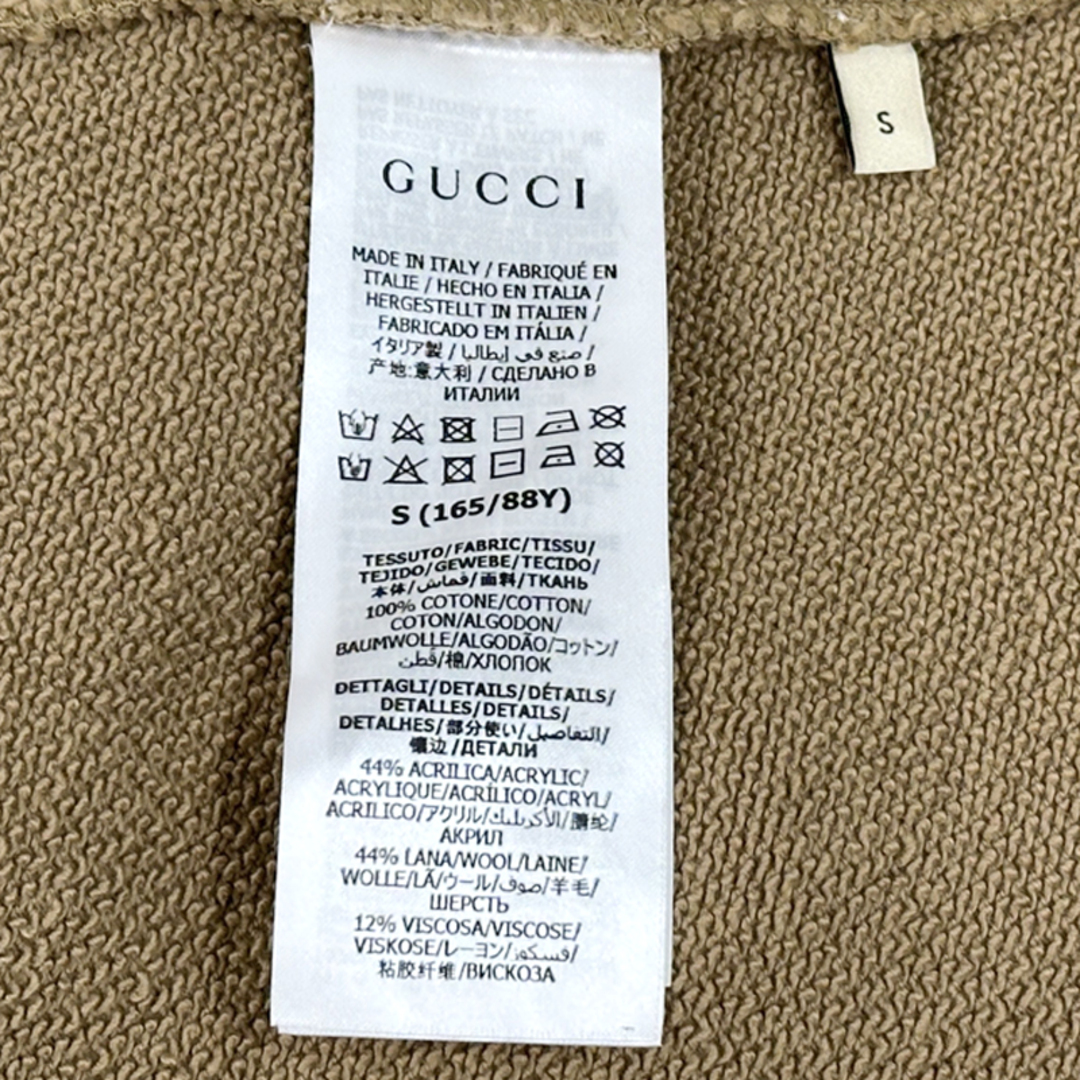 S
GUCCI
MADE IN ITALY / FABRIQUÉ EN
ITALIE / HECHO EN ITALIA /
HERGESTELLT IN ITALIEN /
FABRICADO EM ITÁLIA /
イタリア製 / صنع في إيطاليا /
产地:意大利 / СДЕЛАНО В
ИТАЛИИ
S (165/88Y)
TESSUTO/FABRIC/TISSU/
TEJIDO/GEWEBE/TECIDO/
本体/قماش/面料/ТКАНЬ
100% COTONE/COTTON/
COTON/ALGODON/
BAUMWOLLE/ALGODÃO/コットン/
قُطن/棉/ХЛОПОК
DETTAGLI/DETAILS/DÉTAILS/
DETALLES/DETAILS/
DETALHES/部分使い/التفاصيل/
镶边/ДЕТАЛИ
44% ACRILICA/ACRYLIC/
ACRYLIQUE/ACRÍLICO/ACRYL/
ACRILICO/アクリル/الأكريليك/腈纶/
АКРИЛ
44% LANA/WOOL/LAINE/
WOLLE/LÃ/ウール/صوف/羊毛/
ШЕРСТЬ
12% VISCOSA/VISCOSE/
VISKOSE/レーヨン/فسكوز/
粘胶纤维/ВИСКОЗА